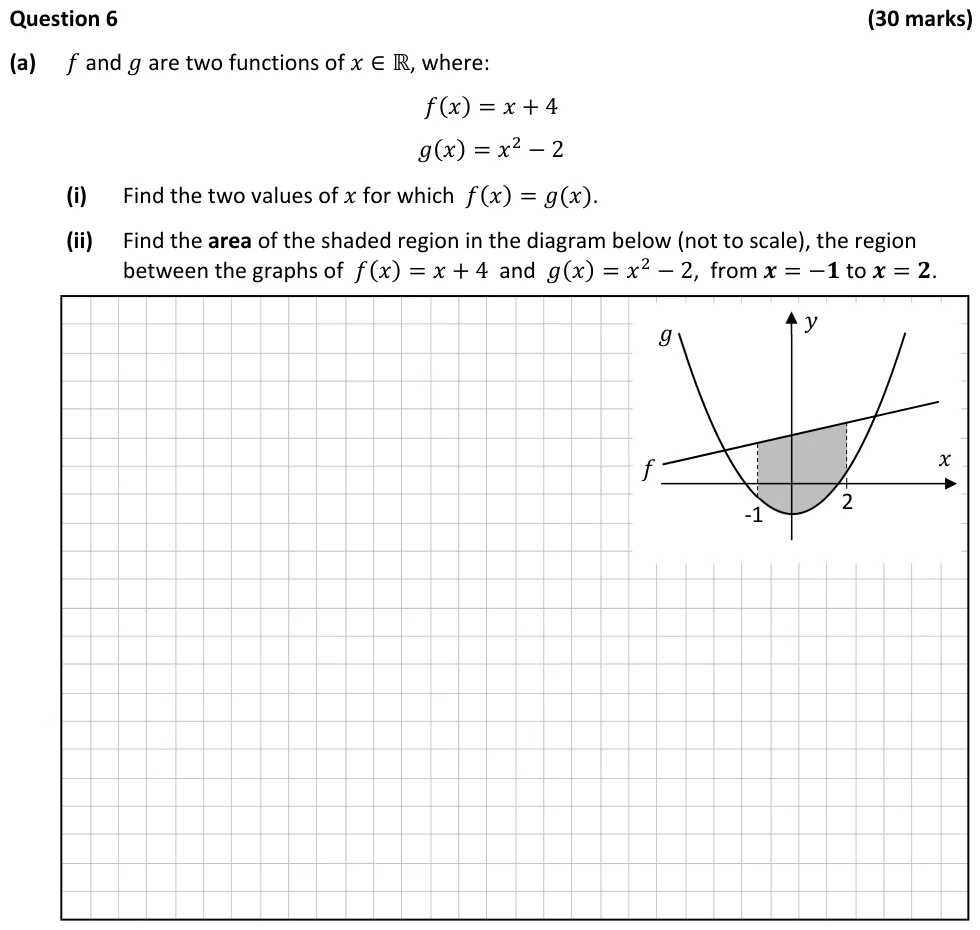 Question 6 (30 marks)
(a) f and g are two functions of x ∈ ℝ, where:
f(x) = x + 4
g(x) = x² − 2
(i) Find the two values of x for which f(x) = g(x).
(ii) Find the area of the shaded region in the diagram below (not to scale), the region
between the graphs of f(x) = x + 4 and g(x) = x² − 2, from x = −1 to x = 2.
g y
f x
-1 2